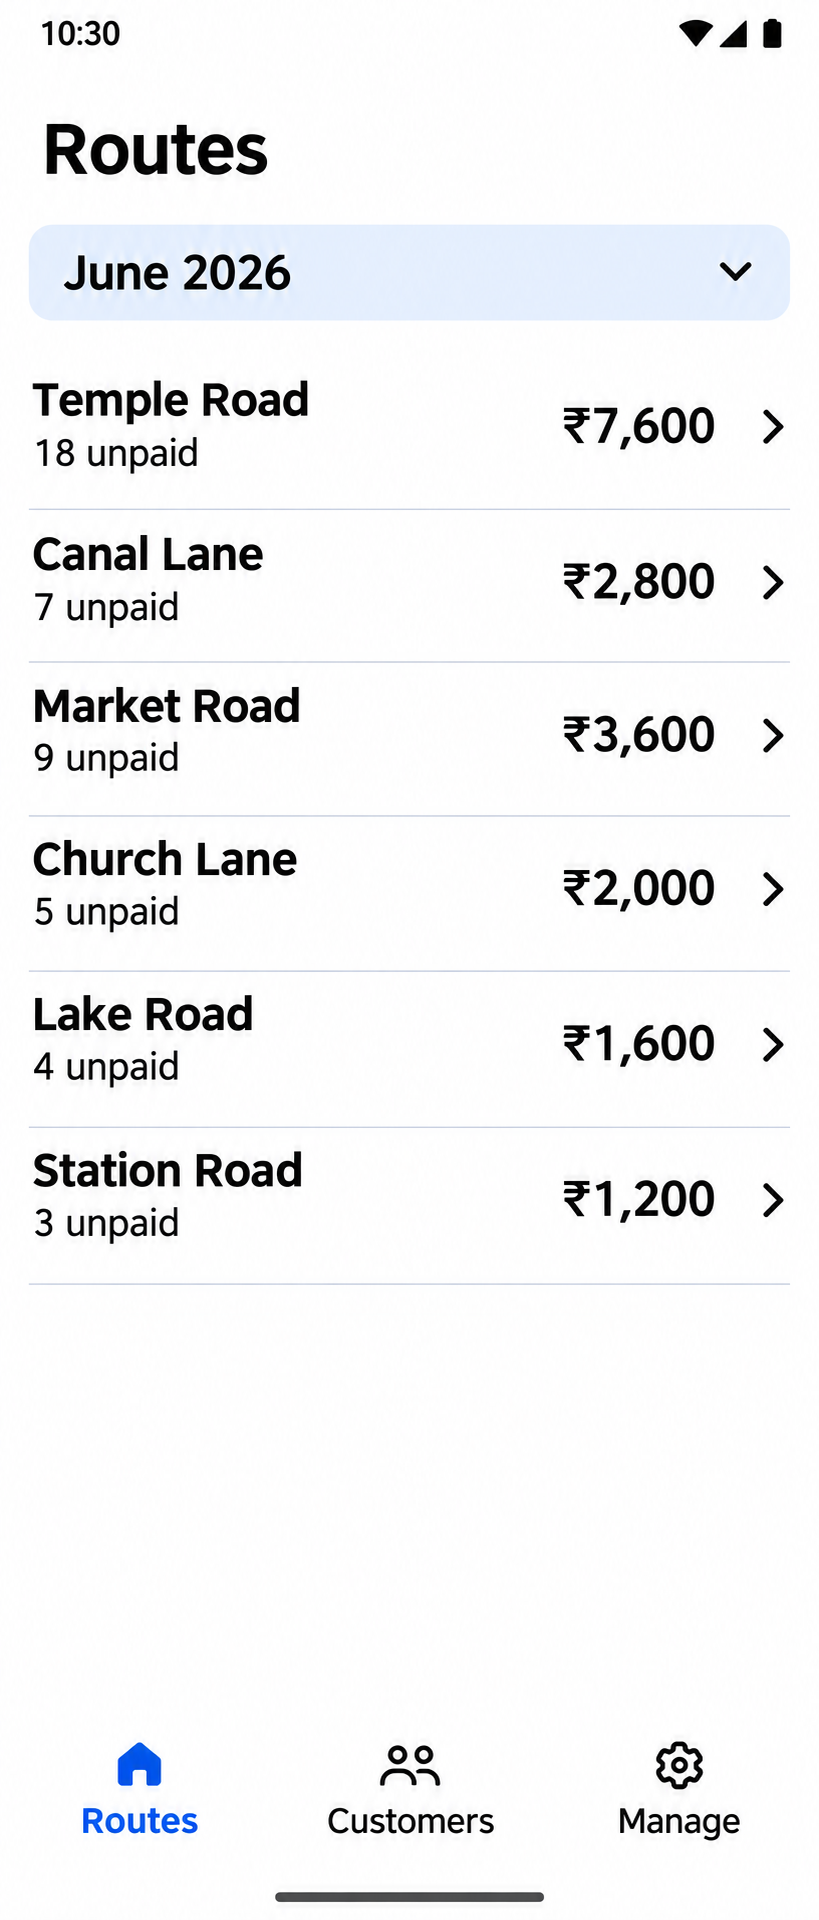 10:30
Routes
June 2026
Temple Road
18 unpaid
₹7,600
Canal Lane
7 unpaid
₹2,800
Market Road
9 unpaid
₹3,600
Church Lane
5 unpaid
₹2,000
Lake Road
4 unpaid
₹1,600
Station Road
3 unpaid
₹1,200
Routes
Customers
Manage